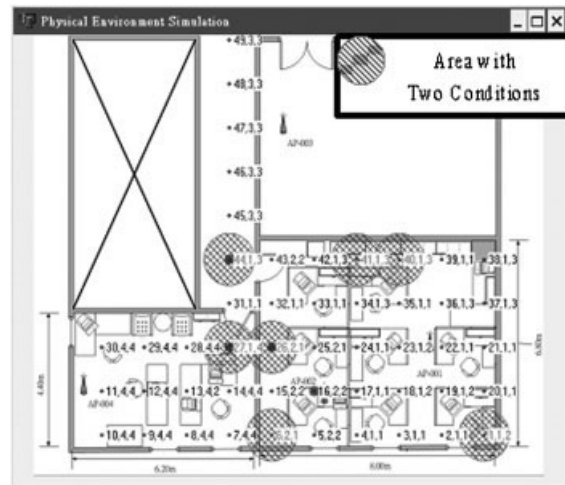 Physical Environment Simulation
Area with
Two Conditions
49,3,3
48,3,3
47,3,3
AP-003
46,3,3
45,3,3
44,1,3 43,2,2 42,1,3 41,1,3 40,1,3 39,1,1 38,1,3
31,1,1 32,1,1 33,1,1 34,1,3 35,1,1 36,1,3 37,1,3
30,4,4 29,4,4 28,4,4 27,1,4 26,2,1 25,2,1 24,1,1 23,1,2 22,1,1 21,1,1
AP-002 AP-001
11,4,4 12,4,4 13,4,2 14,4,4 15,2,2 16,2,2 17,1,1 18,1,2 19,1,2 20,1,1
AP-004
10,4,4 9,4,4 8,4,4 7,4,4 6,2,1 5,2,2 4,1,1 3,1,1 2,1,1 1,1,2
4.40m
6.80m
6.20m
6.00m